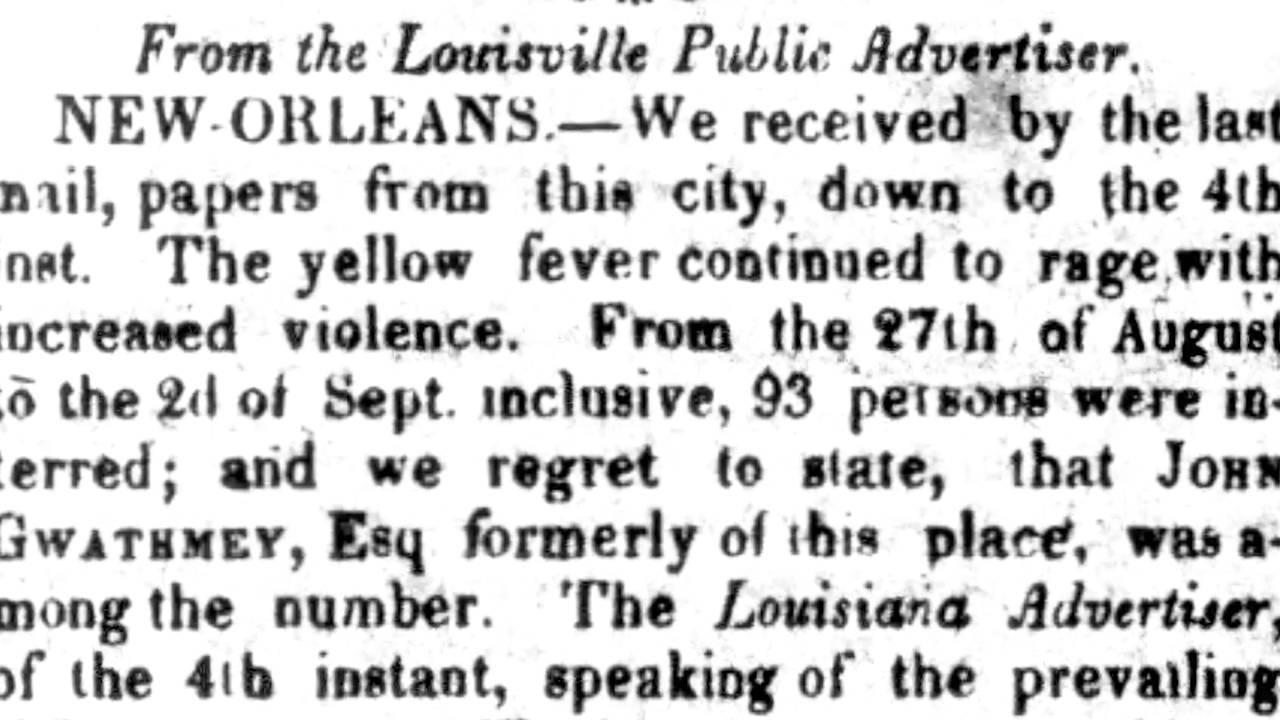 From the Louisville Public Advertiser.
NEW-ORLEANS.—We received by the last
mail, papers from this city, down to the 4th
inst. The yellow fever continued to rage with
increased violence. From the 27th of August
to the 2d of Sept. inclusive, 93 persons were in-
terred; and we regret to state, that JOHN
GWATHMEY, Esq formerly of this place, was a-
mong the number. The Louisiana Advertiser,
of the 4th instant, speaking of the prevailing